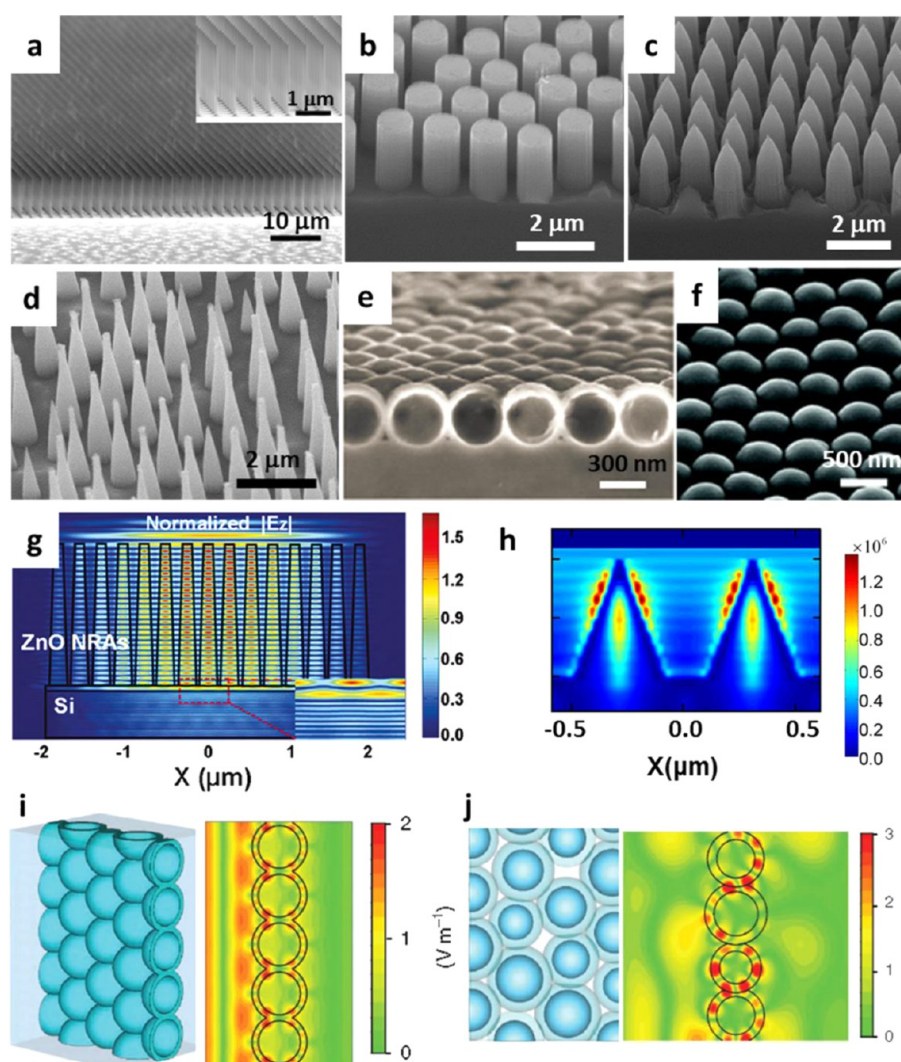 a
1 μm
10 μm
b
2 μm
c
2 μm
d
2 μm
e
300 nm
f
500 nm
g
Normalized |Ez|
ZnO NRAs
Si
1.5
1.2
0.9
0.6
0.3
0.0
-2 -1 0 1 2
X (μm)
h
×10⁶
1.2
1.0
0.8
0.6
0.4
0.2
0.0
-0.5 0.0 0.5
X(μm)
i
2
1
0
(V m⁻¹)
j
3
2
1
0